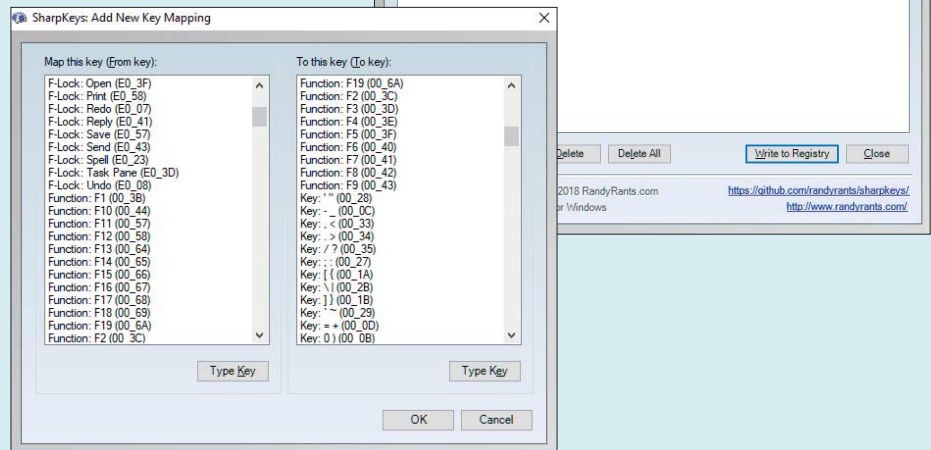 SharpKeys: Add New Key Mapping
Map this key (From key):
F-Lock: Open (E0_3F)
F-Lock: Print (E0_58)
F-Lock: Redo (E0_07)
F-Lock: Reply (E0_41)
F-Lock: Save (E0_57)
F-Lock: Send (E0_43)
F-Lock: Spell (E0_23)
F-Lock: Task Pane (E0_3D)
F-Lock: Undo (E0_08)
Function: F1 (00_3B)
Function: F10 (00_44)
Function: F11 (00_57)
Function: F12 (00_58)
Function: F13 (00_64)
Function: F14 (00_65)
Function: F15 (00_66)
Function: F16 (00_67)
Function: F17 (00_68)
Function: F18 (00_69)
Function: F19 (00_6A)
Function: F2 (00_3C)
Type Key
To this key (To key):
Function: F19 (00_6A)
Function: F2 (00_3C)
Function: F3 (00_3D)
Function: F4 (00_3E)
Function: F5 (00_3F)
Function: F6 (00_40)
Function: F7 (00_41)
Function: F8 (00_42)
Function: F9 (00_43)
Key: ' " (00_28)
Key: - _ (00_0C)
Key: , < (00_33)
Key: . > (00_34)
Key: / ? (00_35)
Key: ; : (00_27)
Key: [ { (00_1A)
Key: \ | (00_2B)
Key: ] } (00_1B)
Key: ` ~ (00_29)
Key: = + (00_0D)
Key: 0 ) (00_0B)
Type Key
OK Cancel
Delete Delete All Write to Registry Close
2018 RandyRants.com https://github.com/randyrants/sharpkeys/
or Windows http://www.randyrants.com/